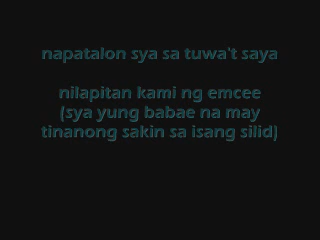 napatalon sya sa tuwa't saya
nilapitan kami ng emcee
(sya yung babae na may
tinanong sakin sa isang silid)